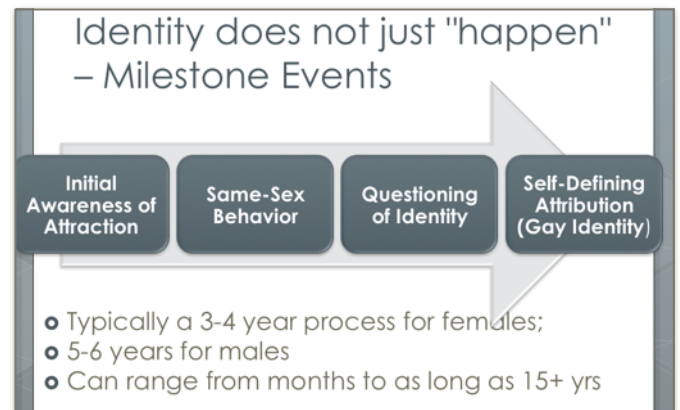 Identity does not just "happen"
– Milestone Events
Initial
Awareness of
Attraction
Same-Sex
Behavior
Questioning
of Identity
Self-Defining
Attribution
(Gay Identity)
Typically a 3-4 year process for females;
5-6 years for males
Can range from months to as long as 15+ yrs